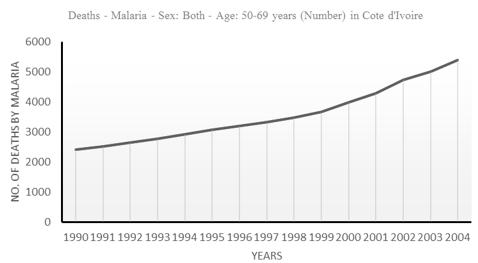 Deaths - Malaria - Sex: Both - Age: 50-69 years (Number) in Cote d'Ivoire
6000
5000
4000
3000
2000
1000
0
NO. OF DEATHS BY MALARIA
1990 1991 1992 1993 1994 1995 1996 1997 1998 1999 2000 2001 2002 2003 2004
YEARS